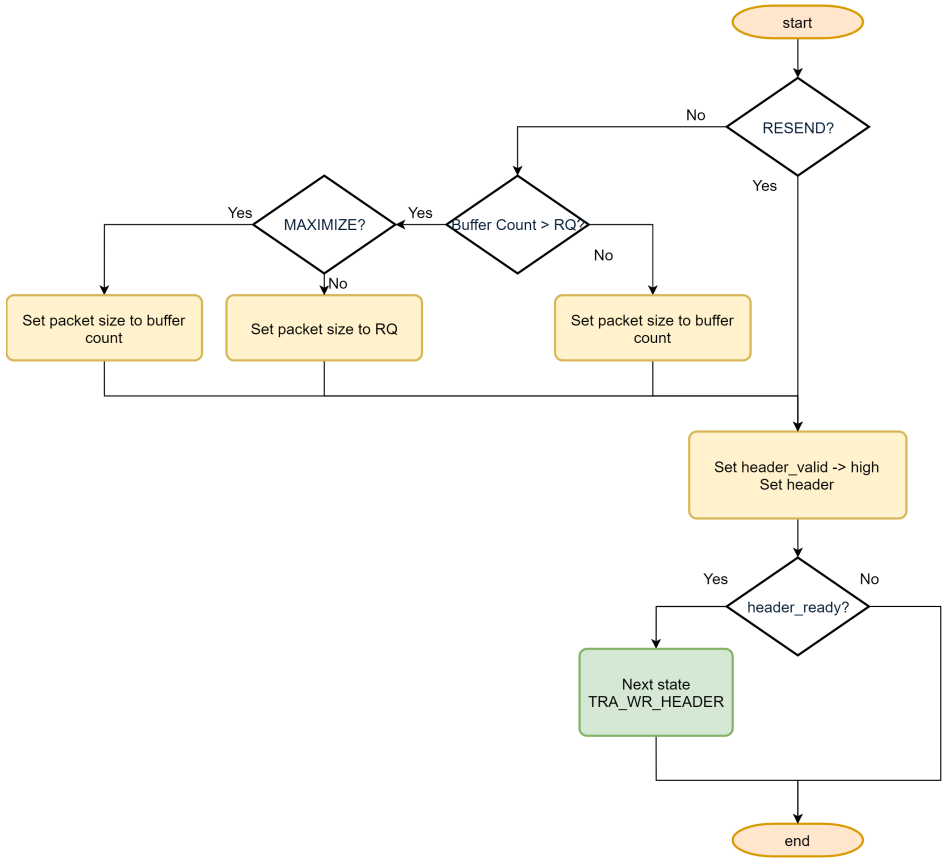 start
RESEND?
No
Yes
Buffer Count > RQ?
Yes
No
MAXIMIZE?
Yes
No
Set packet size to buffer
count
Set packet size to RQ
Set packet size to buffer
count
Set header_valid -> high
Set header
header_ready?
Yes
No
Next state
TRA_WR_HEADER
end